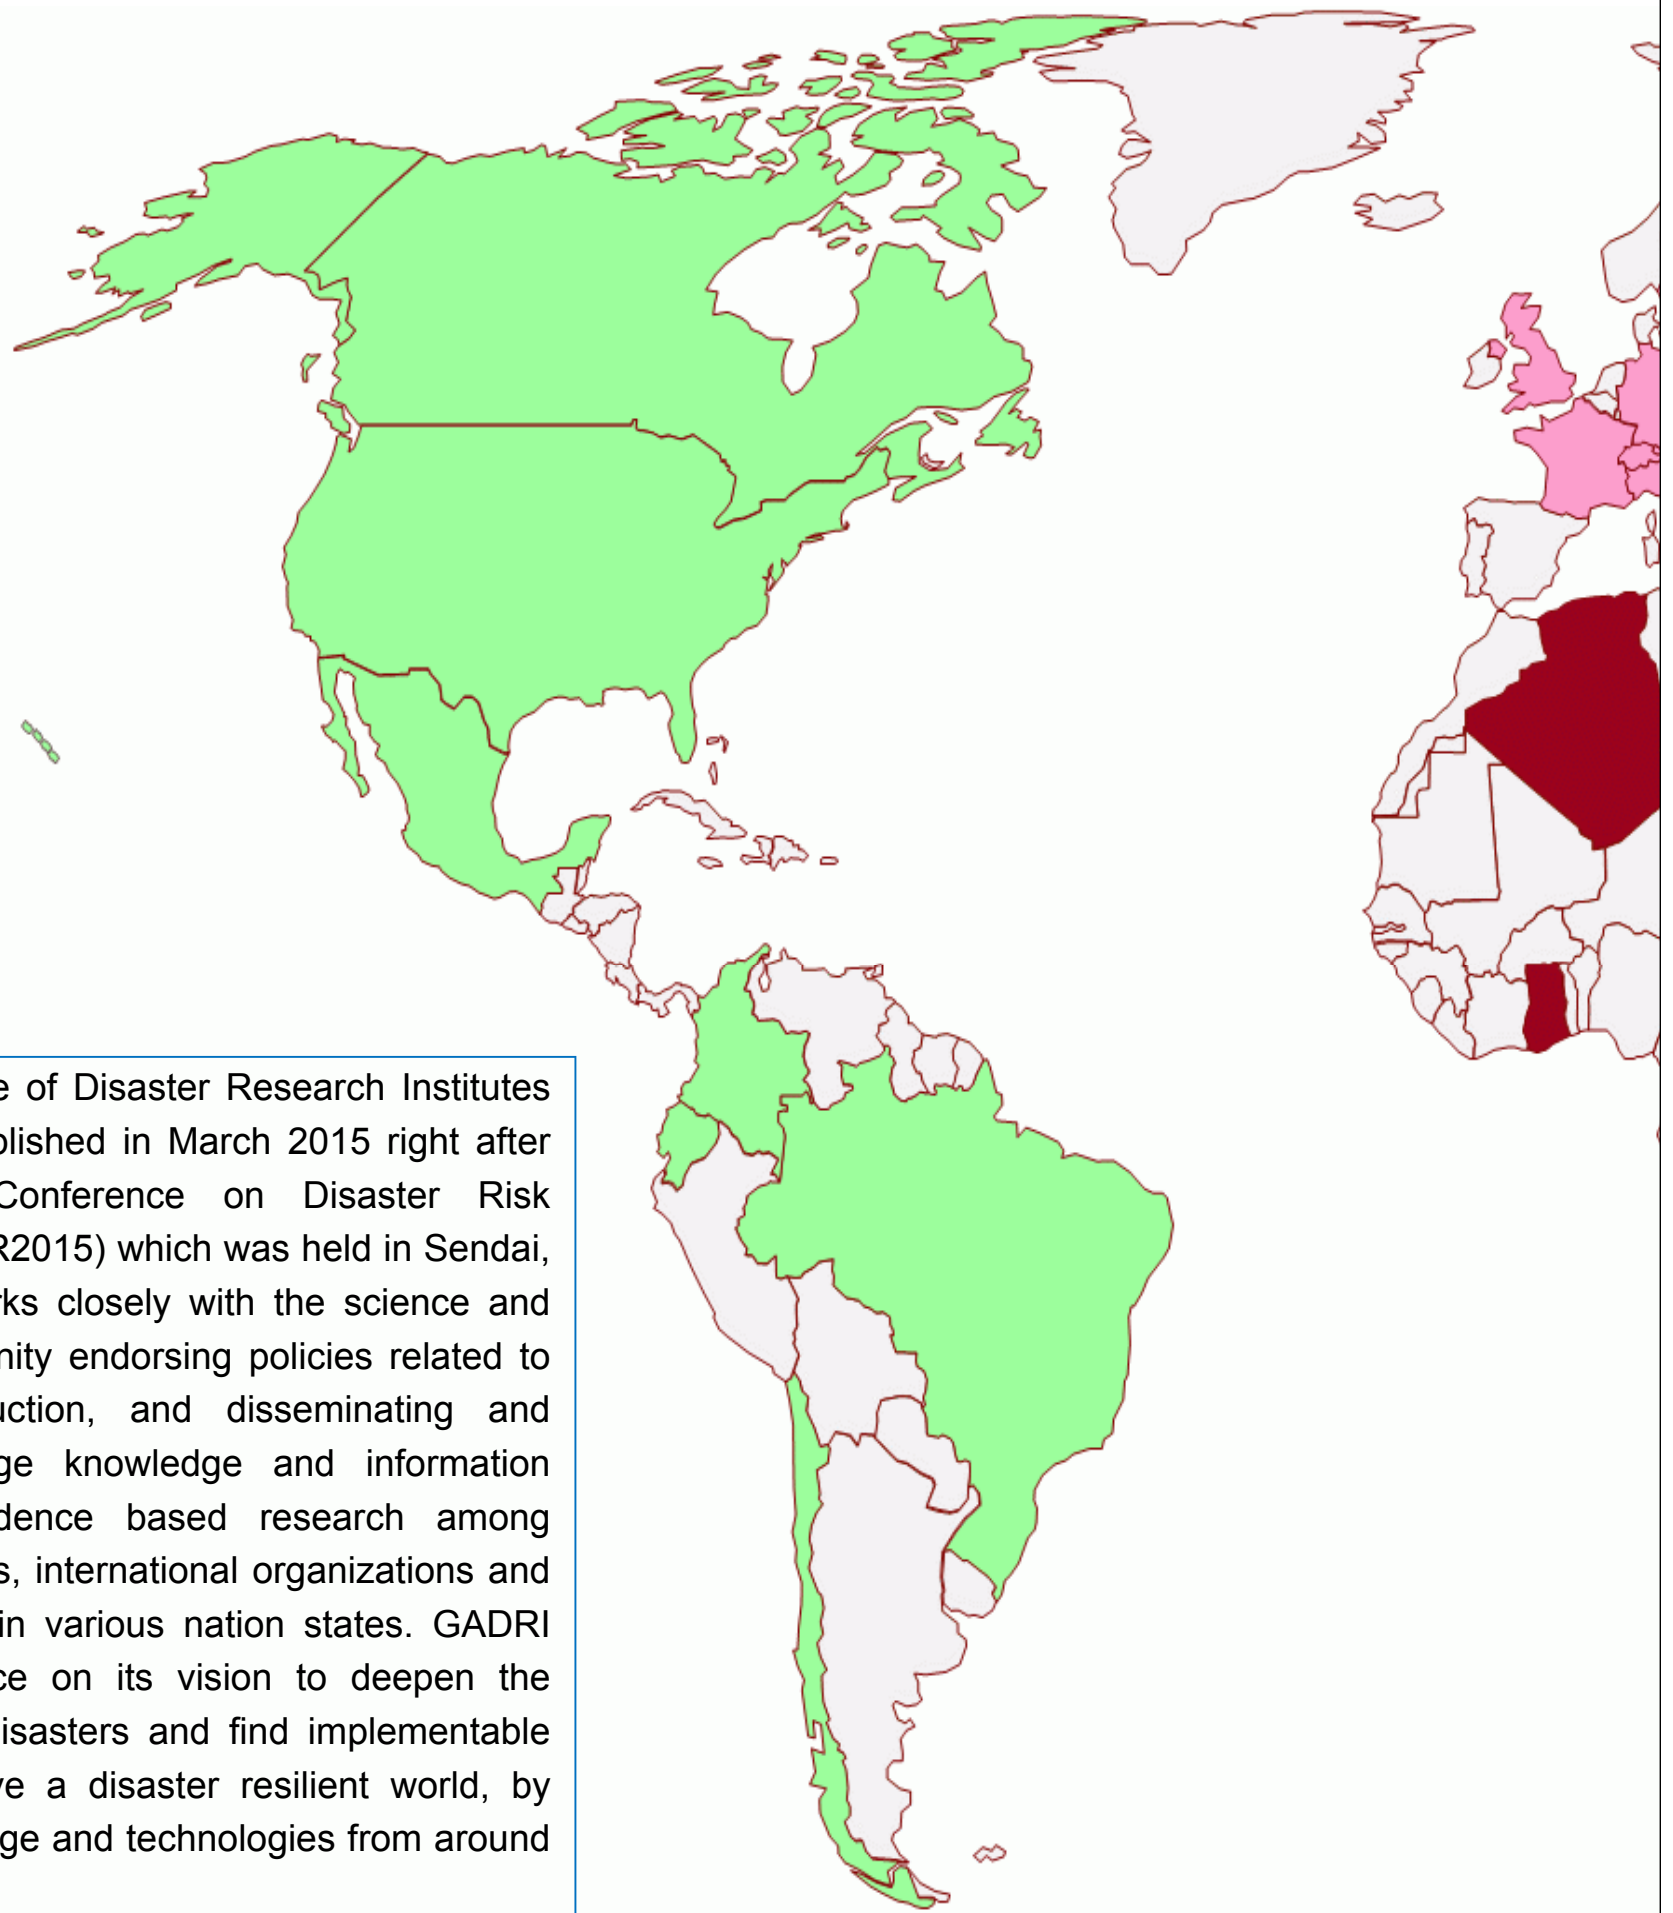 e of Disaster Research Institutes
olished in March 2015 right after
Conference on Disaster Risk
R2015) which was held in Sendai,
rks closely with the science and
nity endorsing policies related to
uction, and disseminating and
ge knowledge and information
dence based research among
s, international organizations and
in various nation states. GADRI
ce on its vision to deepen the
isasters and find implementable
ve a disaster resilient world, by
ge and technologies from around